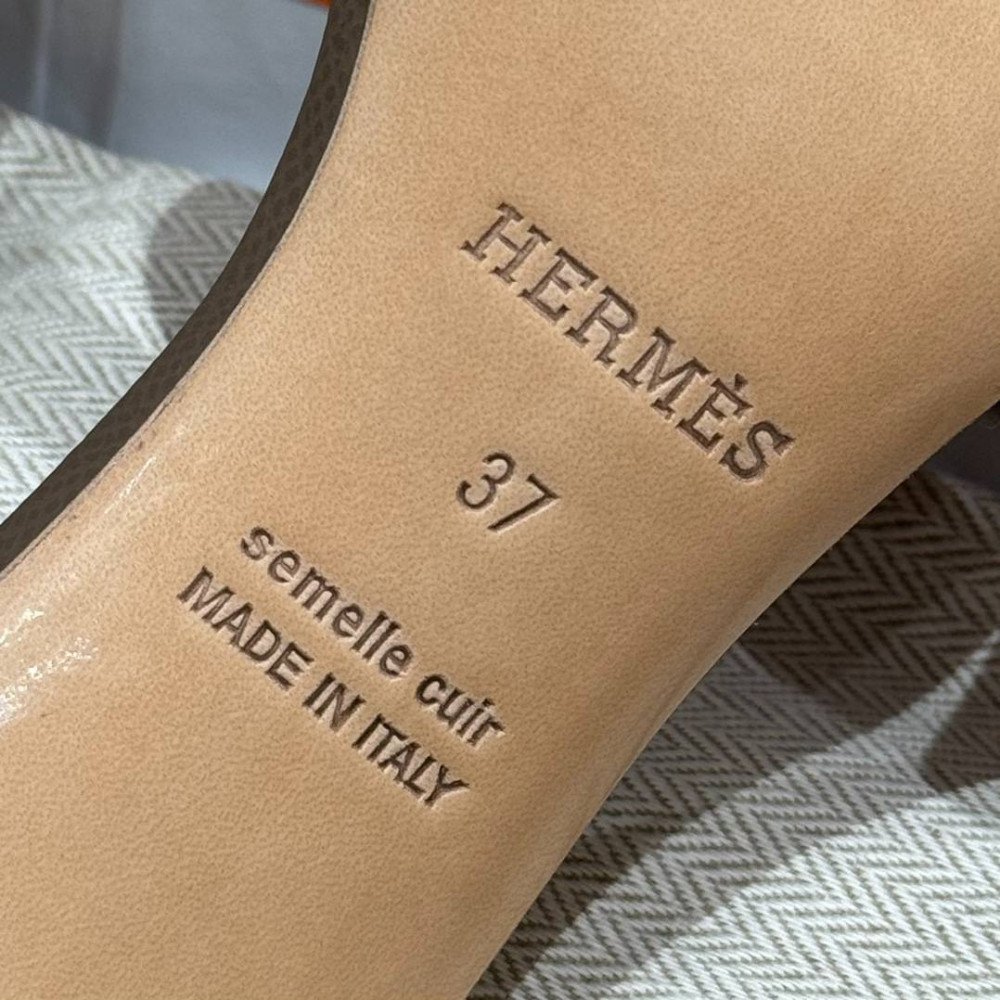 HERMÈS
37
semelle cuir
MADE IN ITALY